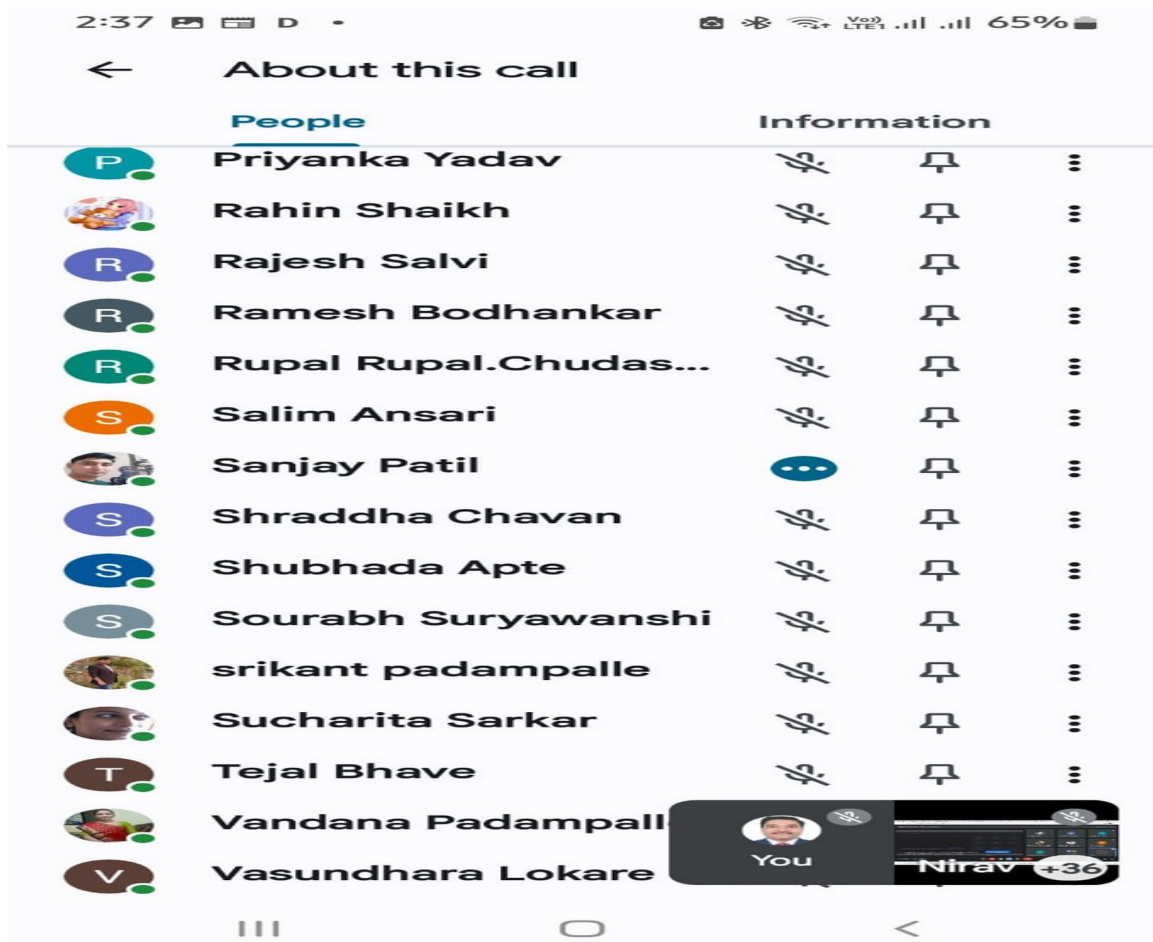 2:37 D 65%
About this call
People Information
P Priyanka Yadav
Rahin Shaikh
R Rajesh Salvi
R Ramesh Bodhankar
R Rupal Rupal.Chudas...
S Salim Ansari
Sanjay Patil
S Shraddha Chavan
S Shubhada Apte
S Sourabh Suryawanshi
srikant padampalle
Sucharita Sarkar
T Tejal Bhave
Vandana Padampall
You Nirav +36
V Vasundhara Lokare